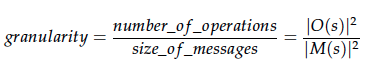 granularity = number_of_operations / size_of_messages = |O(s)|² / |M(s)|²